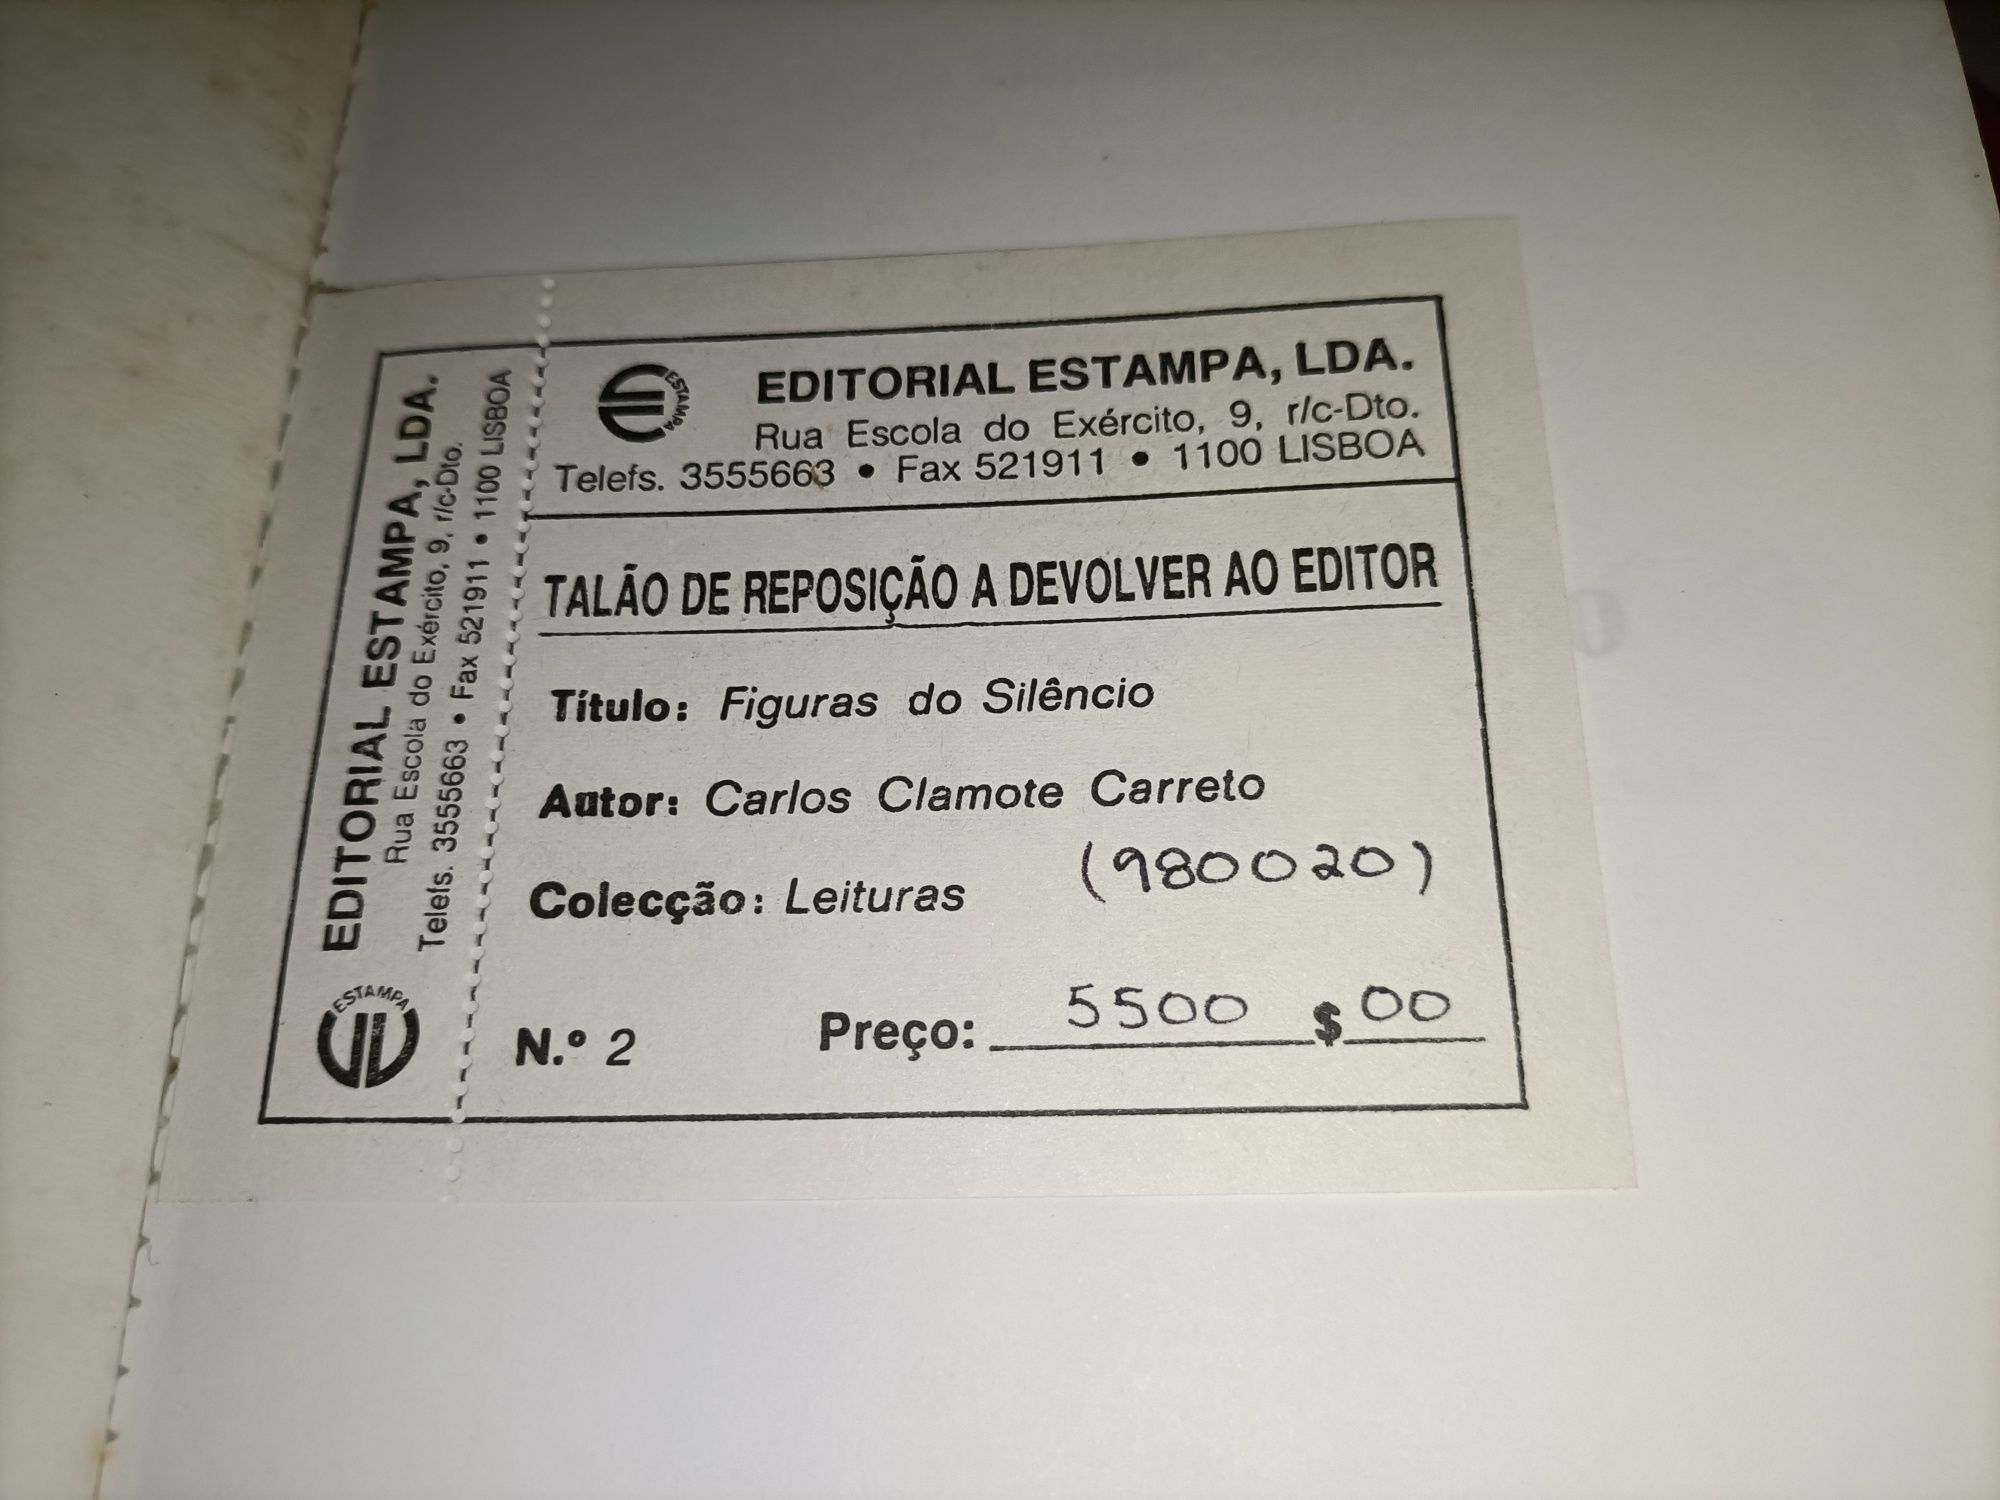 EDITORIAL ESTAMPA, LDA.
Rua Escola do Exército, 9, r/c-Dto.
Telefs. 3555663 • Fax 521911 • 1100 LISBOA
ESTAMPA
ESTAMPA
EDITORIAL ESTAMPA, LDA.
Rua Escola do Exército, 9, r/c-Dto.
Telefs. 3555663 • Fax 521911 • 1100 LISBOA
TALÃO DE REPOSIÇÃO A DEVOLVER AO EDITOR
Título: Figuras do Silêncio
Autor: Carlos Clamote Carreto
(980020)
Colecção: Leituras
N.º 2 Preço: 5500 $ 00